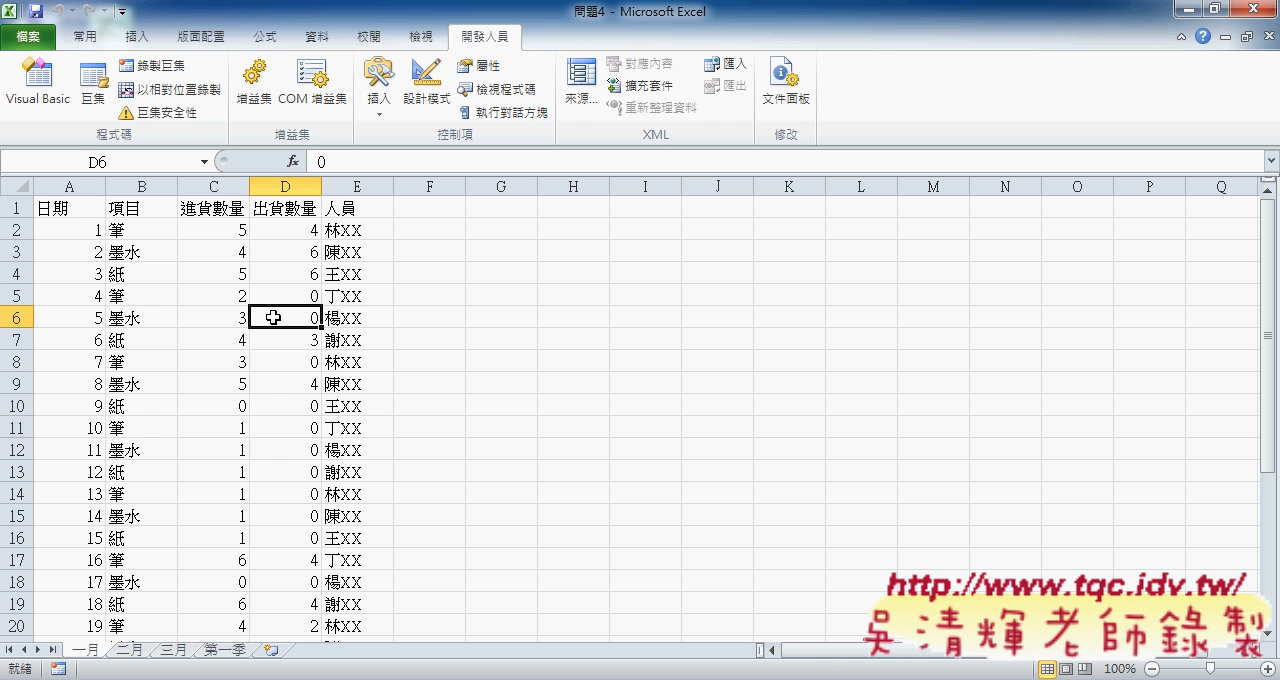 問題4 - Microsoft Excel
檔案 常用 插入 版面配置 公式 資料 校閱 檢視 開發人員
Visual Basic 巨集 錄製巨集 以相對位置錄製 巨集安全性 程式碼
增益集 COM 增益集 增益集
插入 設計模式 屬性 檢視程式碼 執行對話方塊 控制項
來源... 對應內容 擴充套件 重新整理資料 匯入 匯出 XML
文件面板 修改
D6 fx 0
A B C D E F G H I J K L M N O P Q
1 日期 項目 進貨數量 出貨數量 人員
2 1 筆 5 4 林XX
3 2 墨水 4 6 陳XX
4 3 紙 5 6 王XX
5 4 筆 2 0 丁XX
6 5 墨水 3 0 楊XX
7 6 紙 4 3 謝XX
8 7 筆 3 0 林XX
9 8 墨水 5 4 陳XX
10 9 紙 0 0 王XX
11 10 筆 1 0 丁XX
12 11 墨水 1 0 楊XX
13 12 紙 1 0 謝XX
14 13 筆 1 0 林XX
15 14 墨水 1 0 陳XX
16 15 紙 1 0 王XX
17 16 筆 6 4 丁XX
18 17 墨水 0 0 楊XX
19 18 紙 6 4 謝XX
20 19 筆 4 2 林XX
http://www.tqc.idv.tw/
吳清輝老師錄製
一月 二月 三月 第一季
就緒 100%